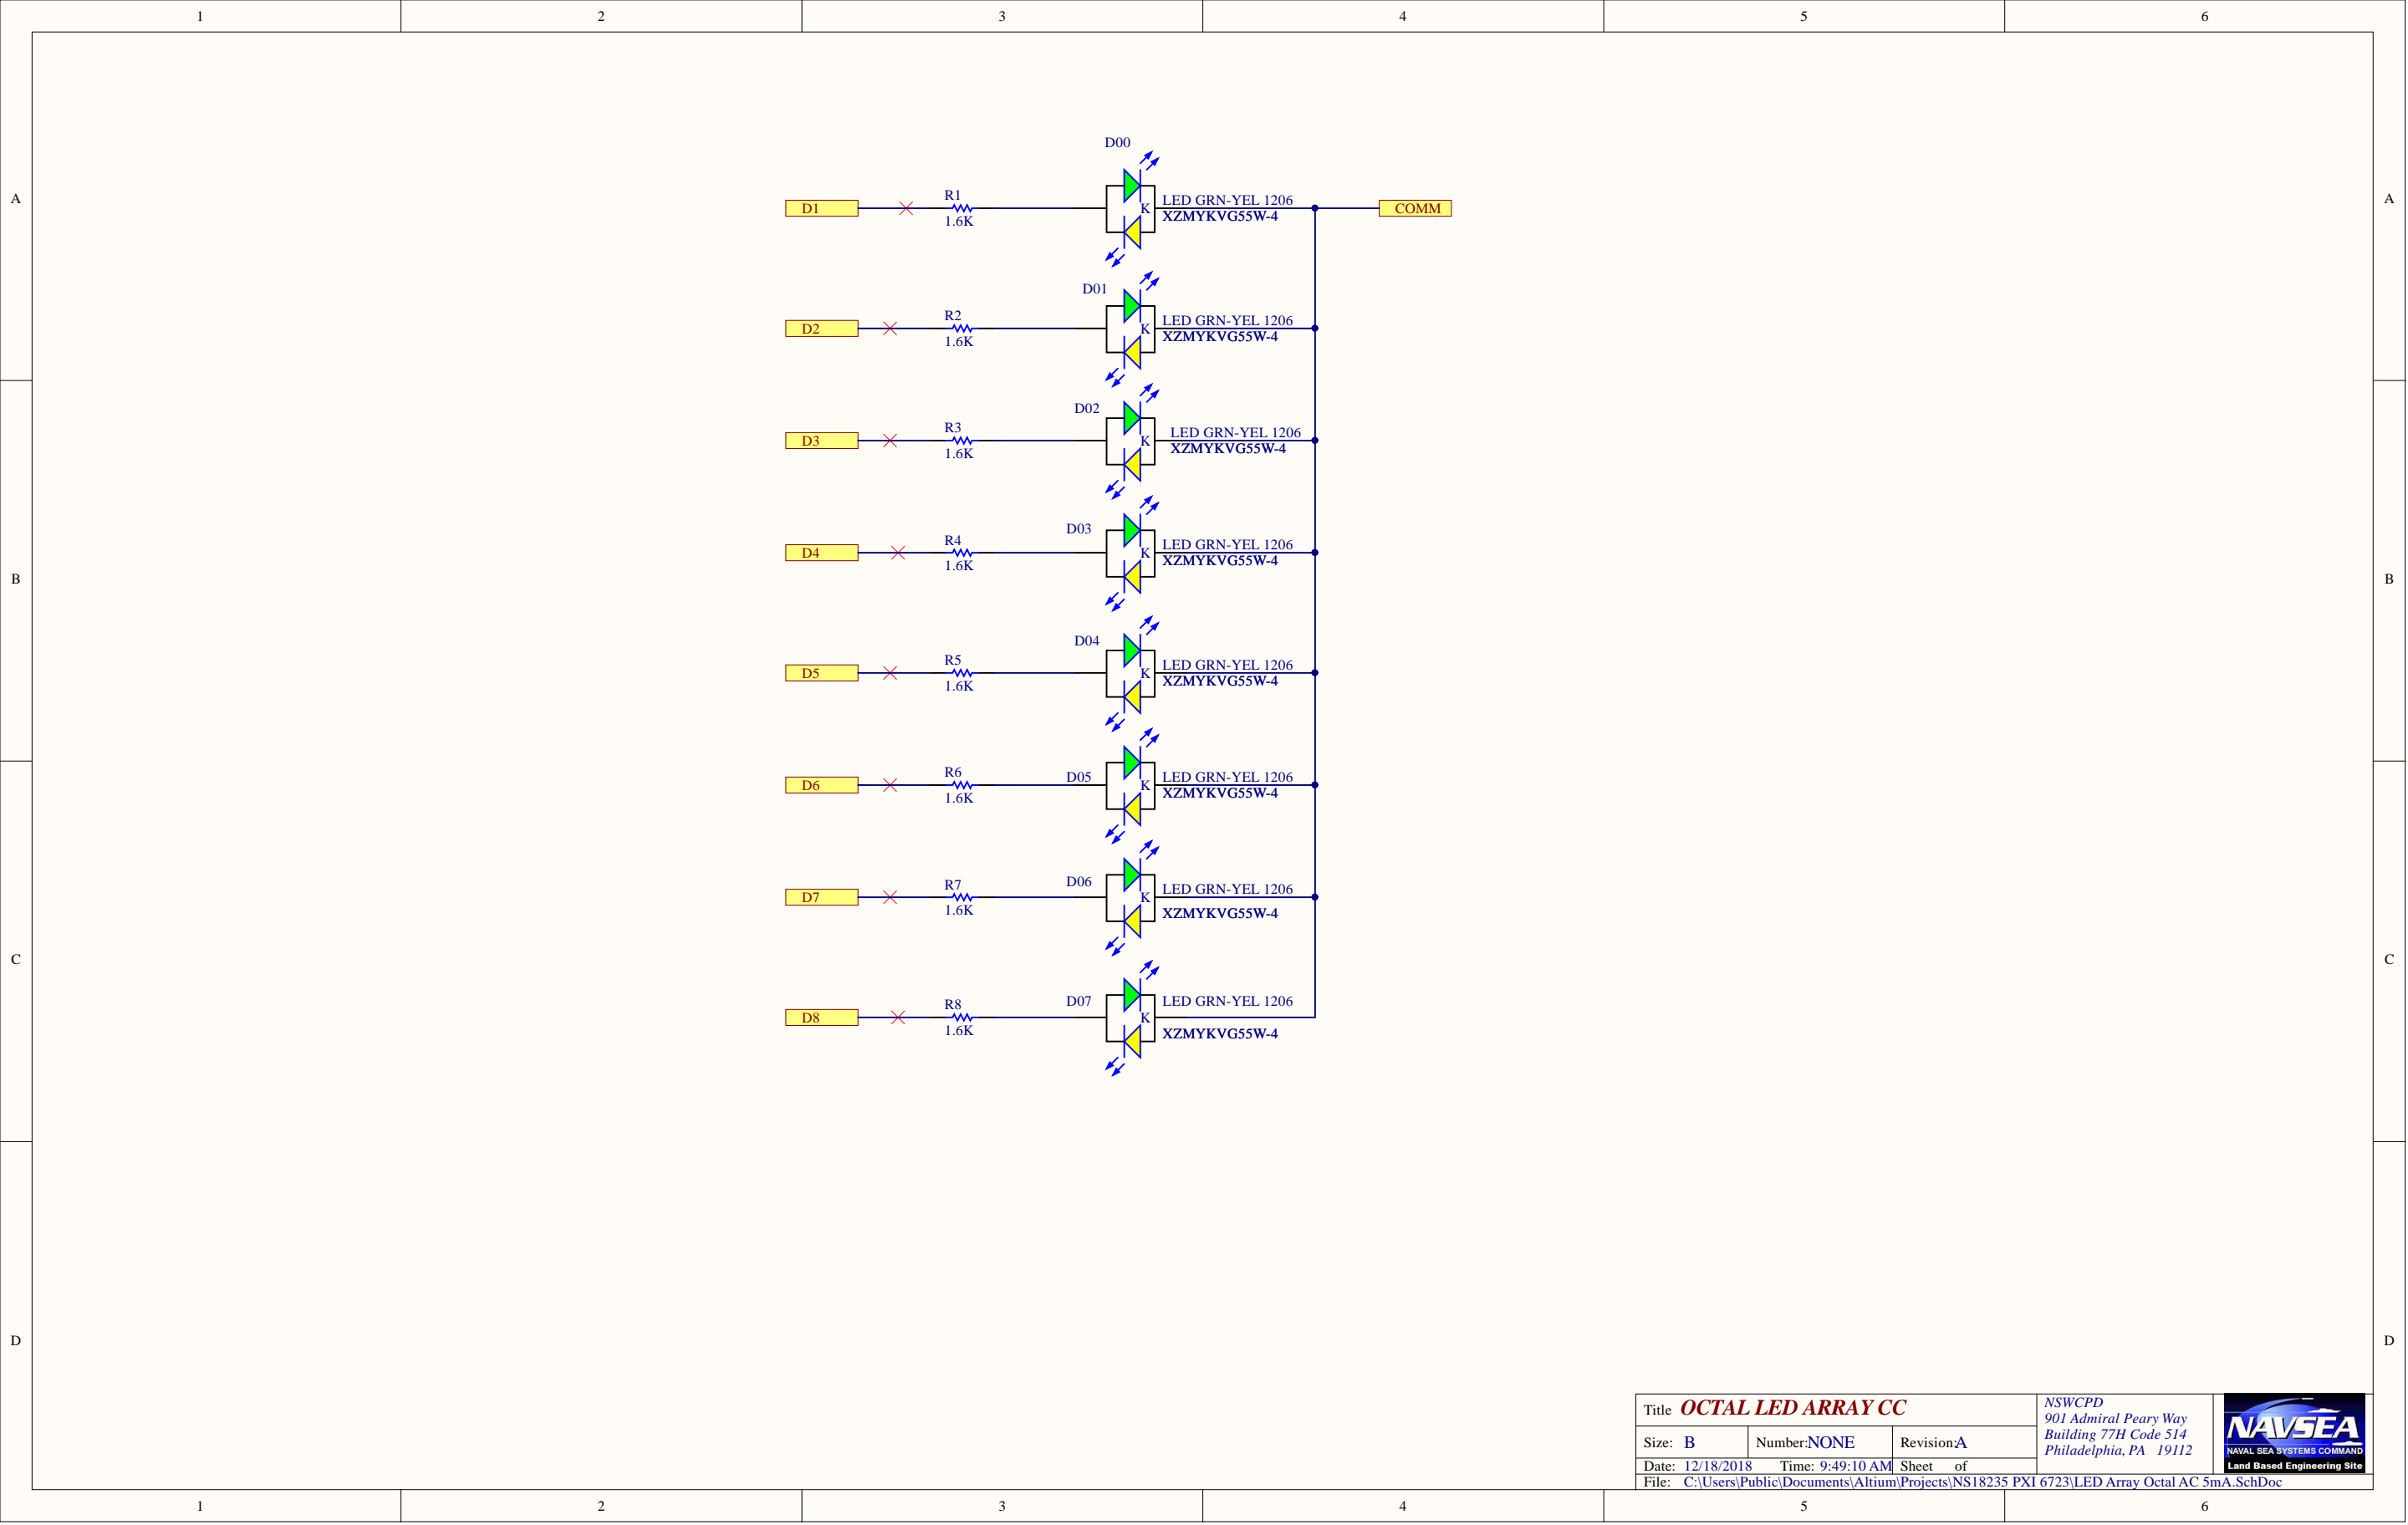 1 2 3 4 5 6
A A
D00
D1 R1 K LED GRN-YEL 1206 COMM
1.6K XZMYKVG55W-4
D01
D2 R2 K LED GRN-YEL 1206
1.6K XZMYKVG55W-4
D02
D3 R3 K LED GRN-YEL 1206
1.6K XZMYKVG55W-4
D03
D4 R4 K LED GRN-YEL 1206
1.6K XZMYKVG55W-4
B B
D04
D5 R5 K LED GRN-YEL 1206
1.6K XZMYKVG55W-4
D6 R6 D05 K LED GRN-YEL 1206
1.6K XZMYKVG55W-4
D7 R7 D06 K LED GRN-YEL 1206
1.6K XZMYKVG55W-4
C C
D8 R8 D07 K LED GRN-YEL 1206
1.6K XZMYKVG55W-4
D D
Title OCTAL LED ARRAY CC
Size: B Number:NONE Revision:A
Date: 12/18/2018 Time: 9:49:10 AM Sheet of
File: C:\Users\Public\Documents\Altium\Projects\NS18235 PXI 6723\LED Array Octal AC 5mA.SchDoc
NSWCPD
901 Admiral Peary Way
Building 77H Code 514
Philadelphia, PA 19112
NAVSEA
NAVAL SEA SYSTEMS COMMAND
Land Based Engineering Site
1 2 3 4 5 6